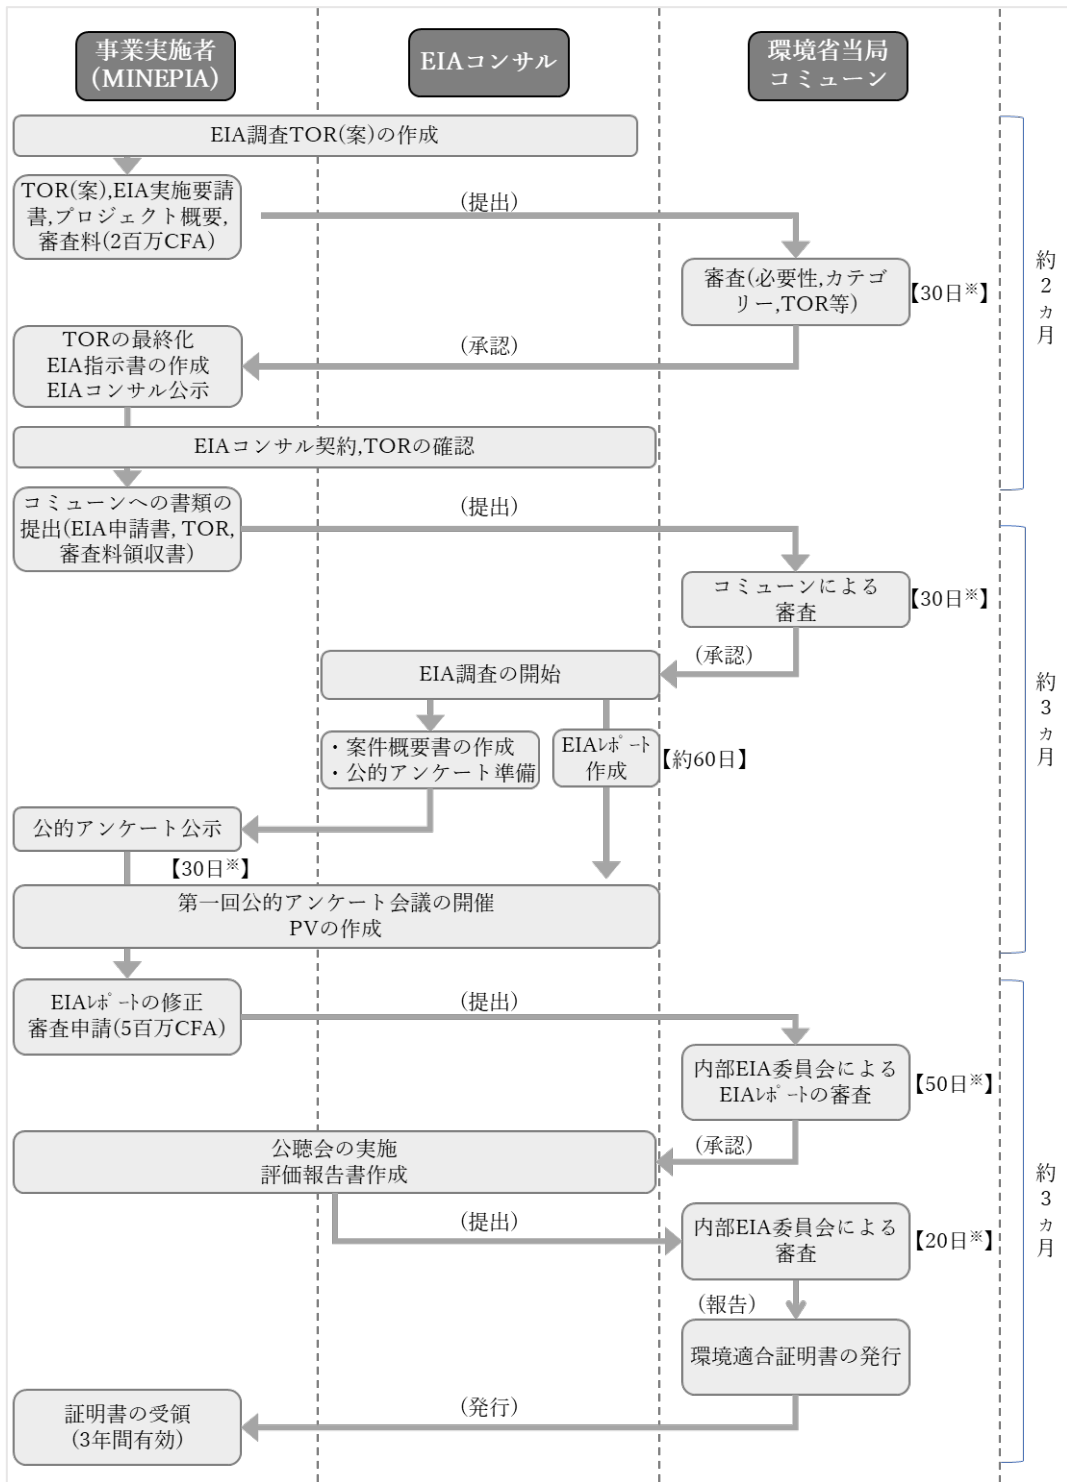 事業実施者
(MINEPIA)
EIAコンサル
環境省当局
コミューン
EIA調査TOR(案)の作成
TOR(案),EIA実施要請
書,プロジェクト概要,
審査料(2百万CFA)
(提出)
審査(必要性,カテゴ
リー,TOR等)
【30日※】
約2ヵ月
TORの最終化
EIA指示書の作成
EIAコンサル公示
(承認)
EIAコンサル契約,TORの確認
コミューンへの書類の
提出(EIA申請書, TOR,
審査料領収書)
(提出)
コミューンによる
審査
【30日※】
(承認)
EIA調査の開始
・案件概要書の作成
・公的アンケート準備
EIAﾚﾎﾟｰﾄ
作成
【約60日】
約3ヵ月
公的アンケート公示
【30日※】
第一回公的アンケート会議の開催
PVの作成
EIAﾚﾎﾟｰﾄの修正
審査申請(5百万CFA)
(提出)
内部EIA委員会による
EIAﾚﾎﾟｰﾄの審査
【50日※】
公聴会の実施
評価報告書作成
(承認)
(提出)
内部EIA委員会による
審査
【20日※】
約3ヵ月
(報告)
環境適合証明書の発行
(発行)
証明書の受領
(3年間有効)